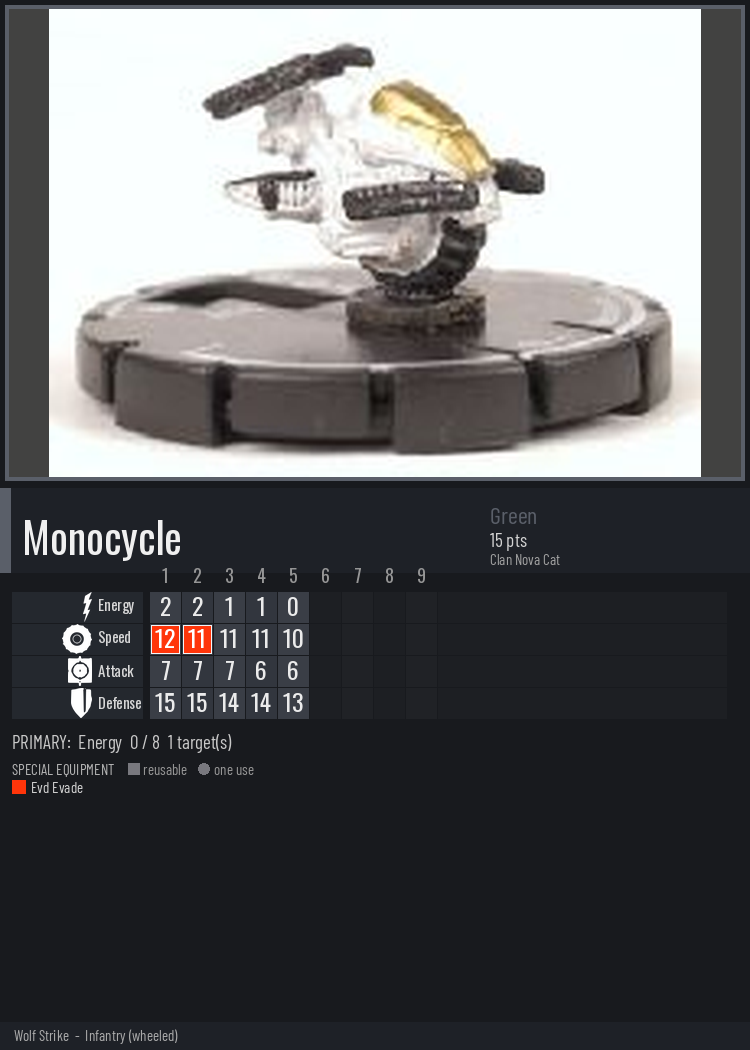 Monocycle
Green
15 pts
Clan Nova Cat
1 2 3 4 5 6 7 8 9
Energy 2 2 1 1 0
Speed 12 11 11 11 10
Attack 7 7 7 6 6
Defense 15 15 14 14 13
PRIMARY: Energy 0 / 8 1 target(s)
SPECIAL EQUIPMENT reusable one use
Evd Evade
Wolf Strike - Infantry (wheeled)